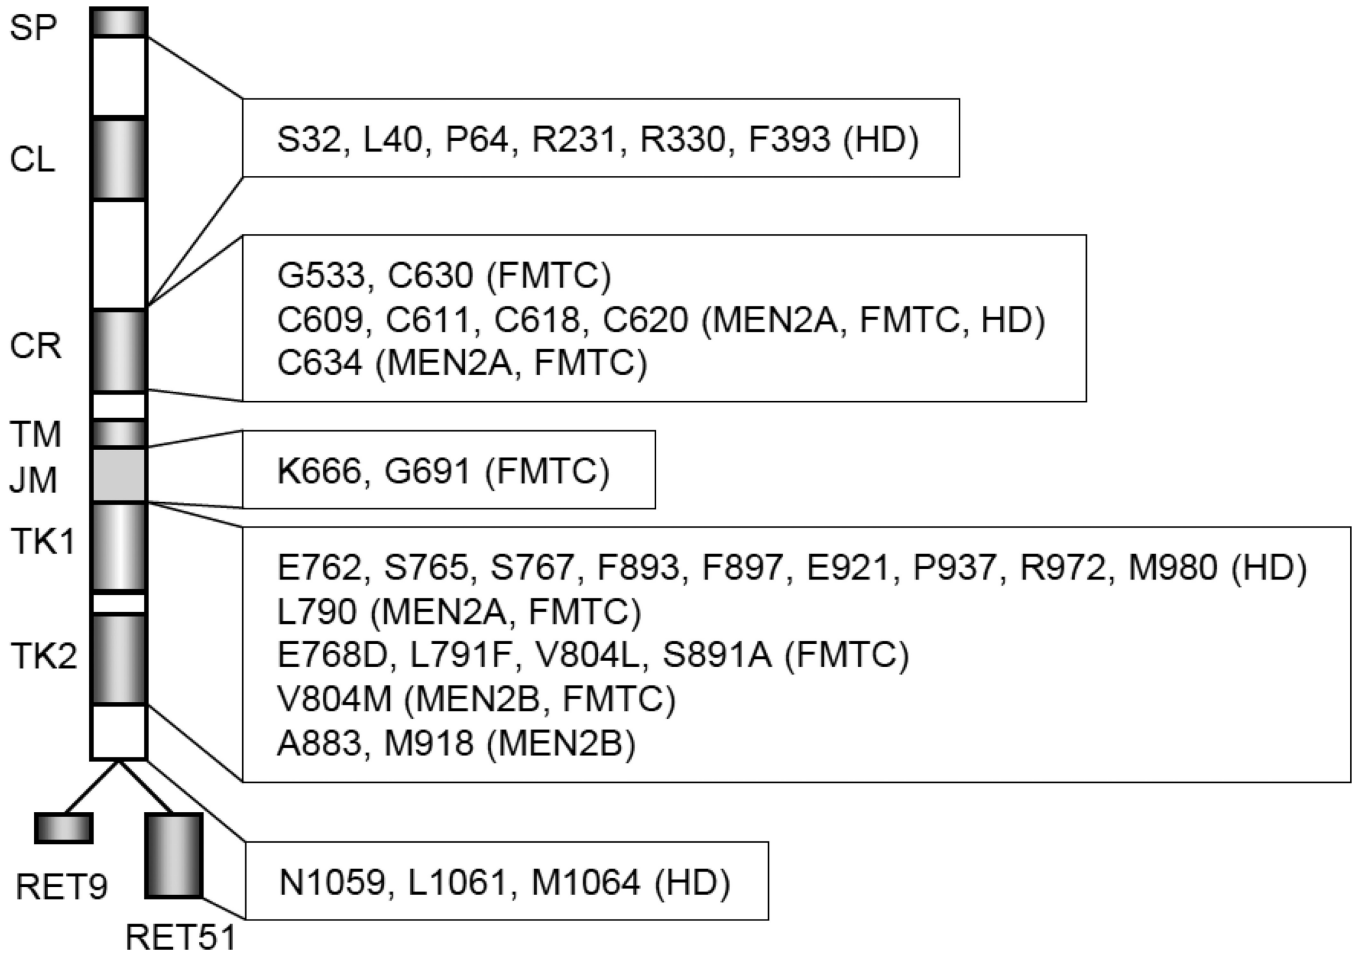 SP
S32, L40, P64, R231, R330, F393 (HD)
CL
G533, C630 (FMTC)
C609, C611, C618, C620 (MEN2A, FMTC, HD)
C634 (MEN2A, FMTC)
CR
TM
JM
K666, G691 (FMTC)
TK1
E762, S765, S767, F893, F897, E921, P937, R972, M980 (HD)
L790 (MEN2A, FMTC)
E768D, L791F, V804L, S891A (FMTC)
V804M (MEN2B, FMTC)
A883, M918 (MEN2B)
TK2
N1059, L1061, M1064 (HD)
RET9
RET51